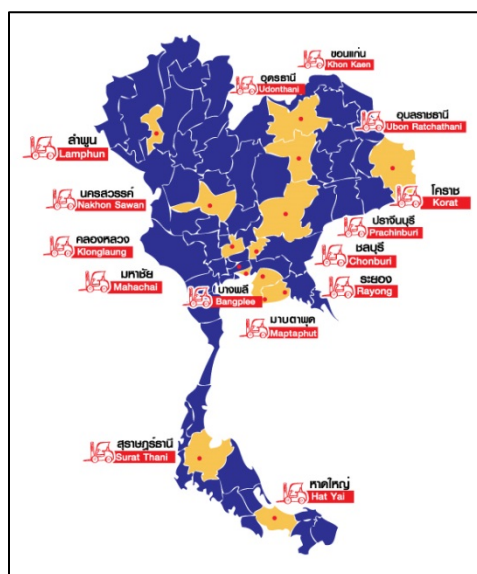 ขอนแก่น
Khon Kaen
อุดรธานี
Udonthani
อุบลราชธานี
Ubon Ratchathani
ลำพูน
Lamphun
โคราช
Korat
นครสวรรค์
Nakhon Sawan
ปราจีนบุรี
Prachinburi
คลองหลวง
Klonglaung
ชลบุรี
Chonburi
มหาชัย
Mahachai
ระยอง
Rayong
บางพลี
Bangplee
มาบตาพุต
Maptaphut
สุราษฎร์ธานี
Surat Thani
หาดใหญ่
Hat Yai